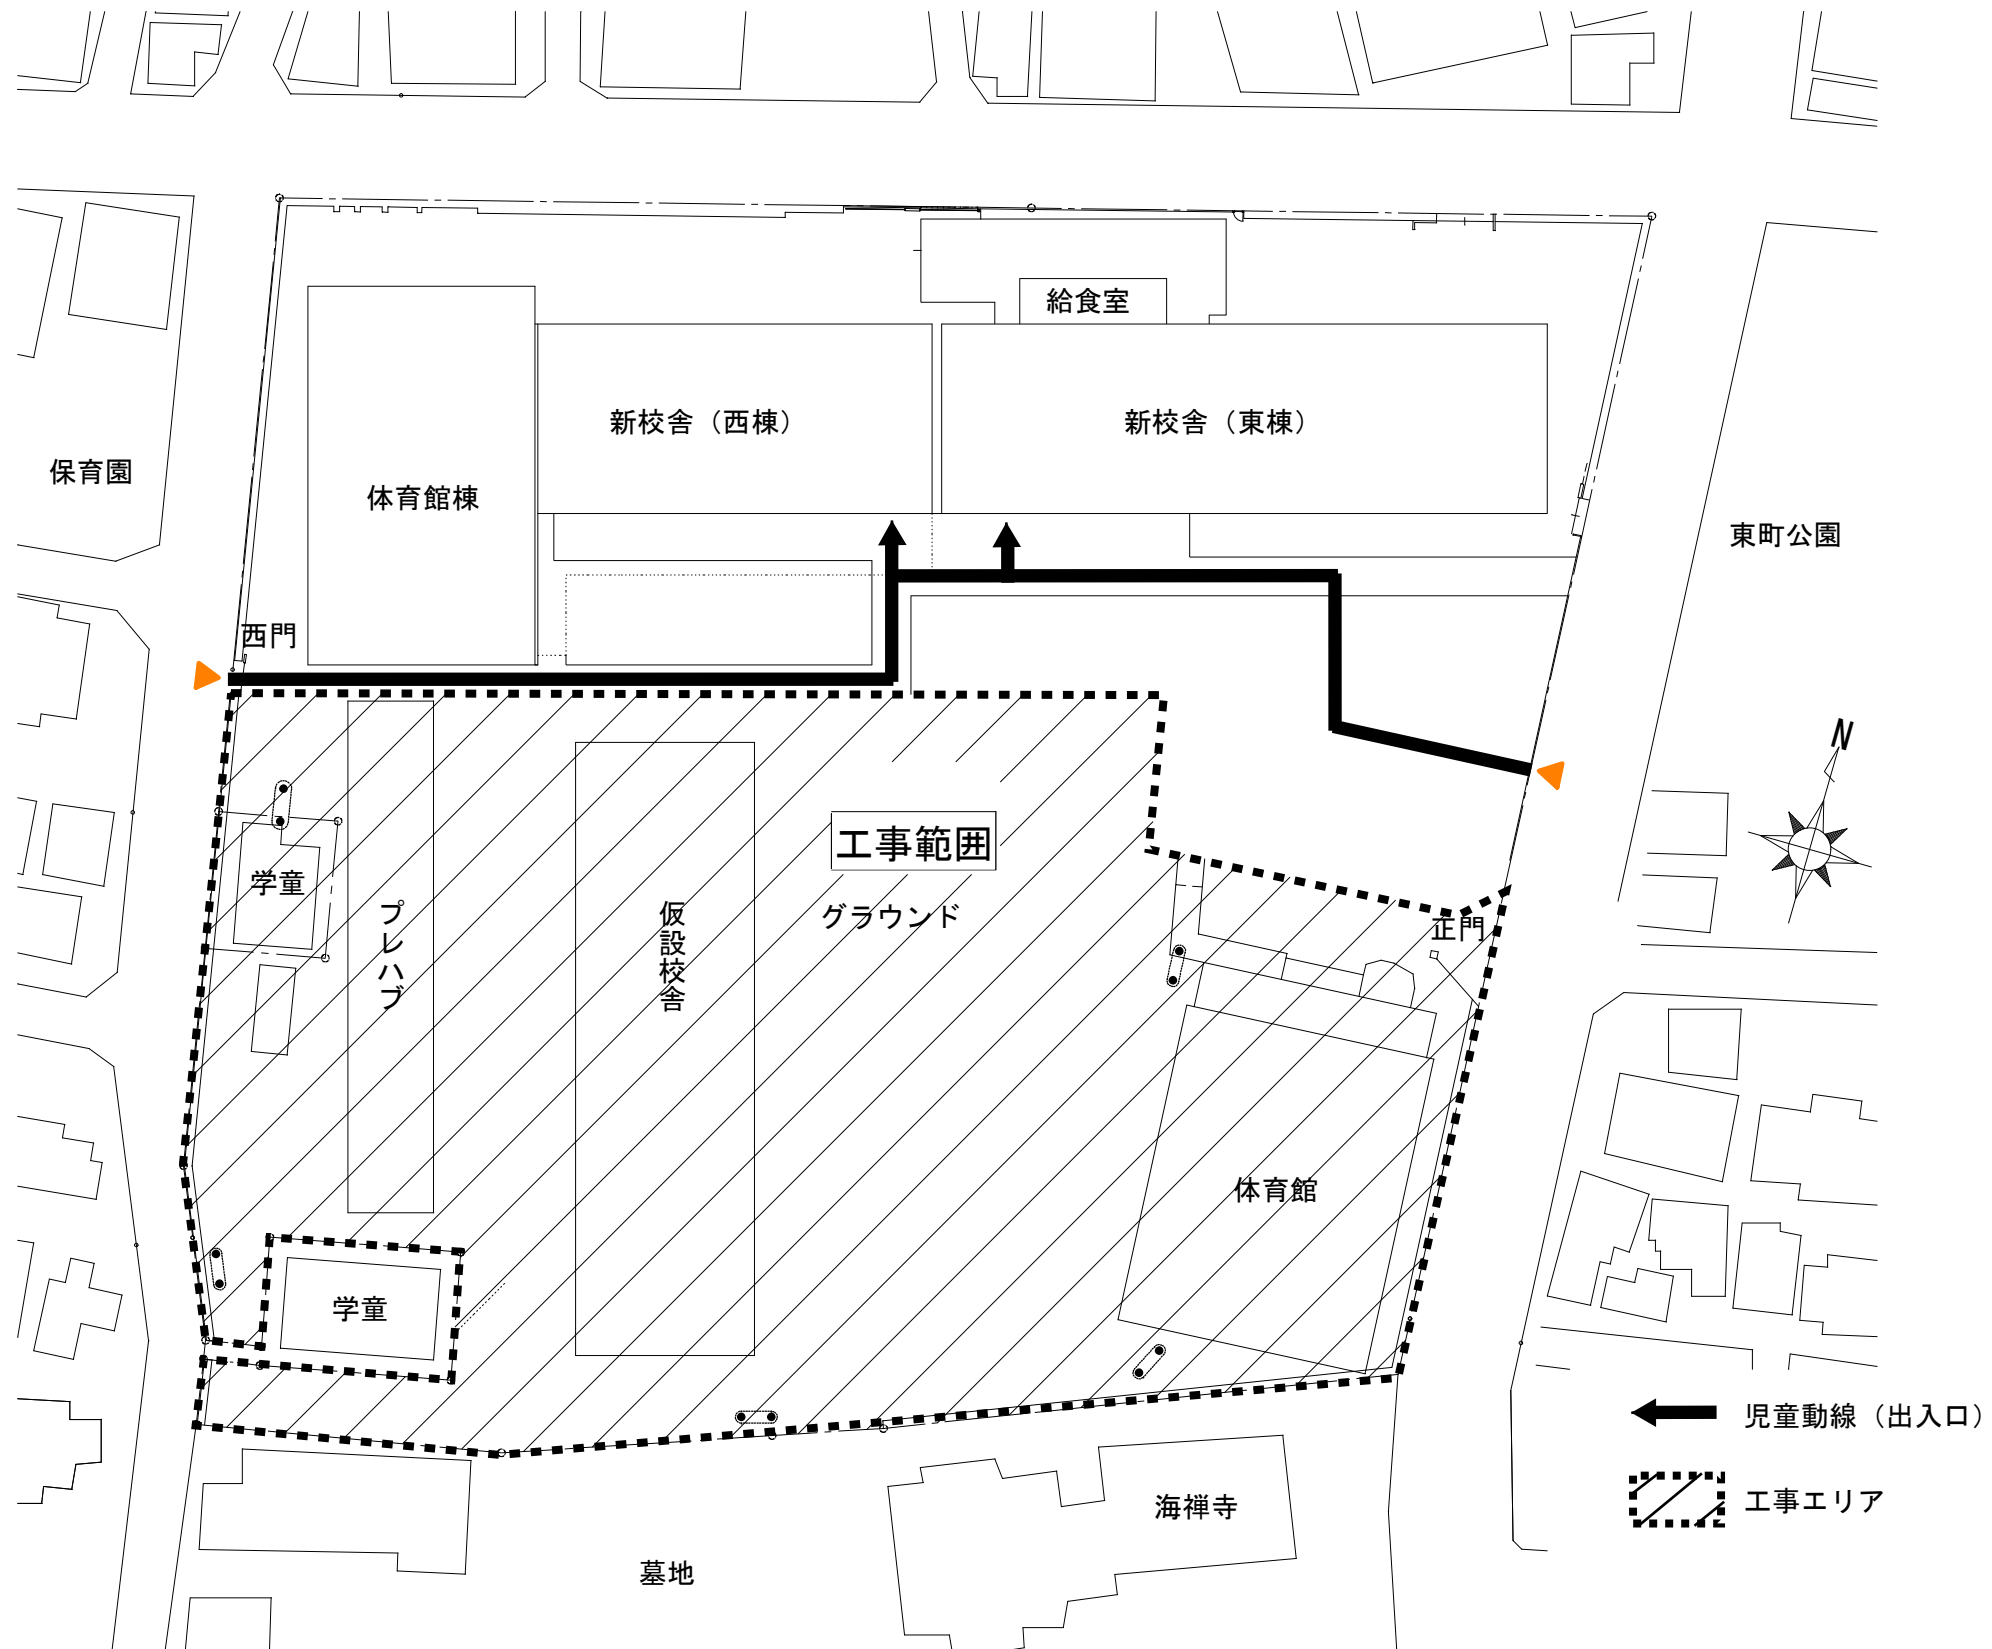 給食室
新校舎（西棟）
新校舎（東棟）
保育園
体育館棟
東町公園
西門
N
工事範囲
学童
プレハブ
仮設校舎
グラウンド
正門
体育館
学童
児童動線（出入口）
工事エリア
海禅寺
墓地